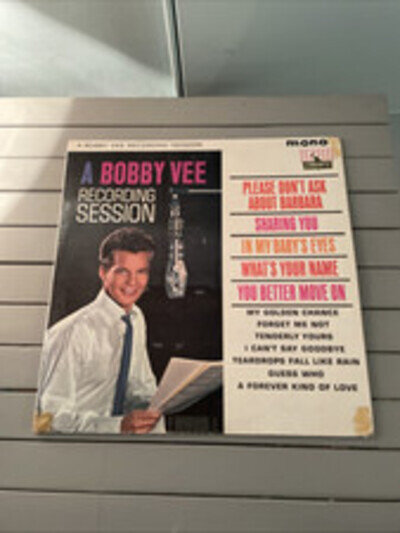 A BOBBY VEE RECORDING SESSION
mono
A BOBBY VEE
RECORDING
SESSION
PLEASE DON'T ASK
ABOUT BARBARA
SHARING YOU
IN MY BABY'S EYES
WHAT'S YOUR NAME
YOU BETTER MOVE ON
MY GOLDEN CHANCE
FORGET ME NOT
TENDERLY YOURS
I CAN'T SAY GOODBYE
TEARDROPS FALL LIKE RAIN
GUESS WHO
A FOREVER KIND OF LOVE